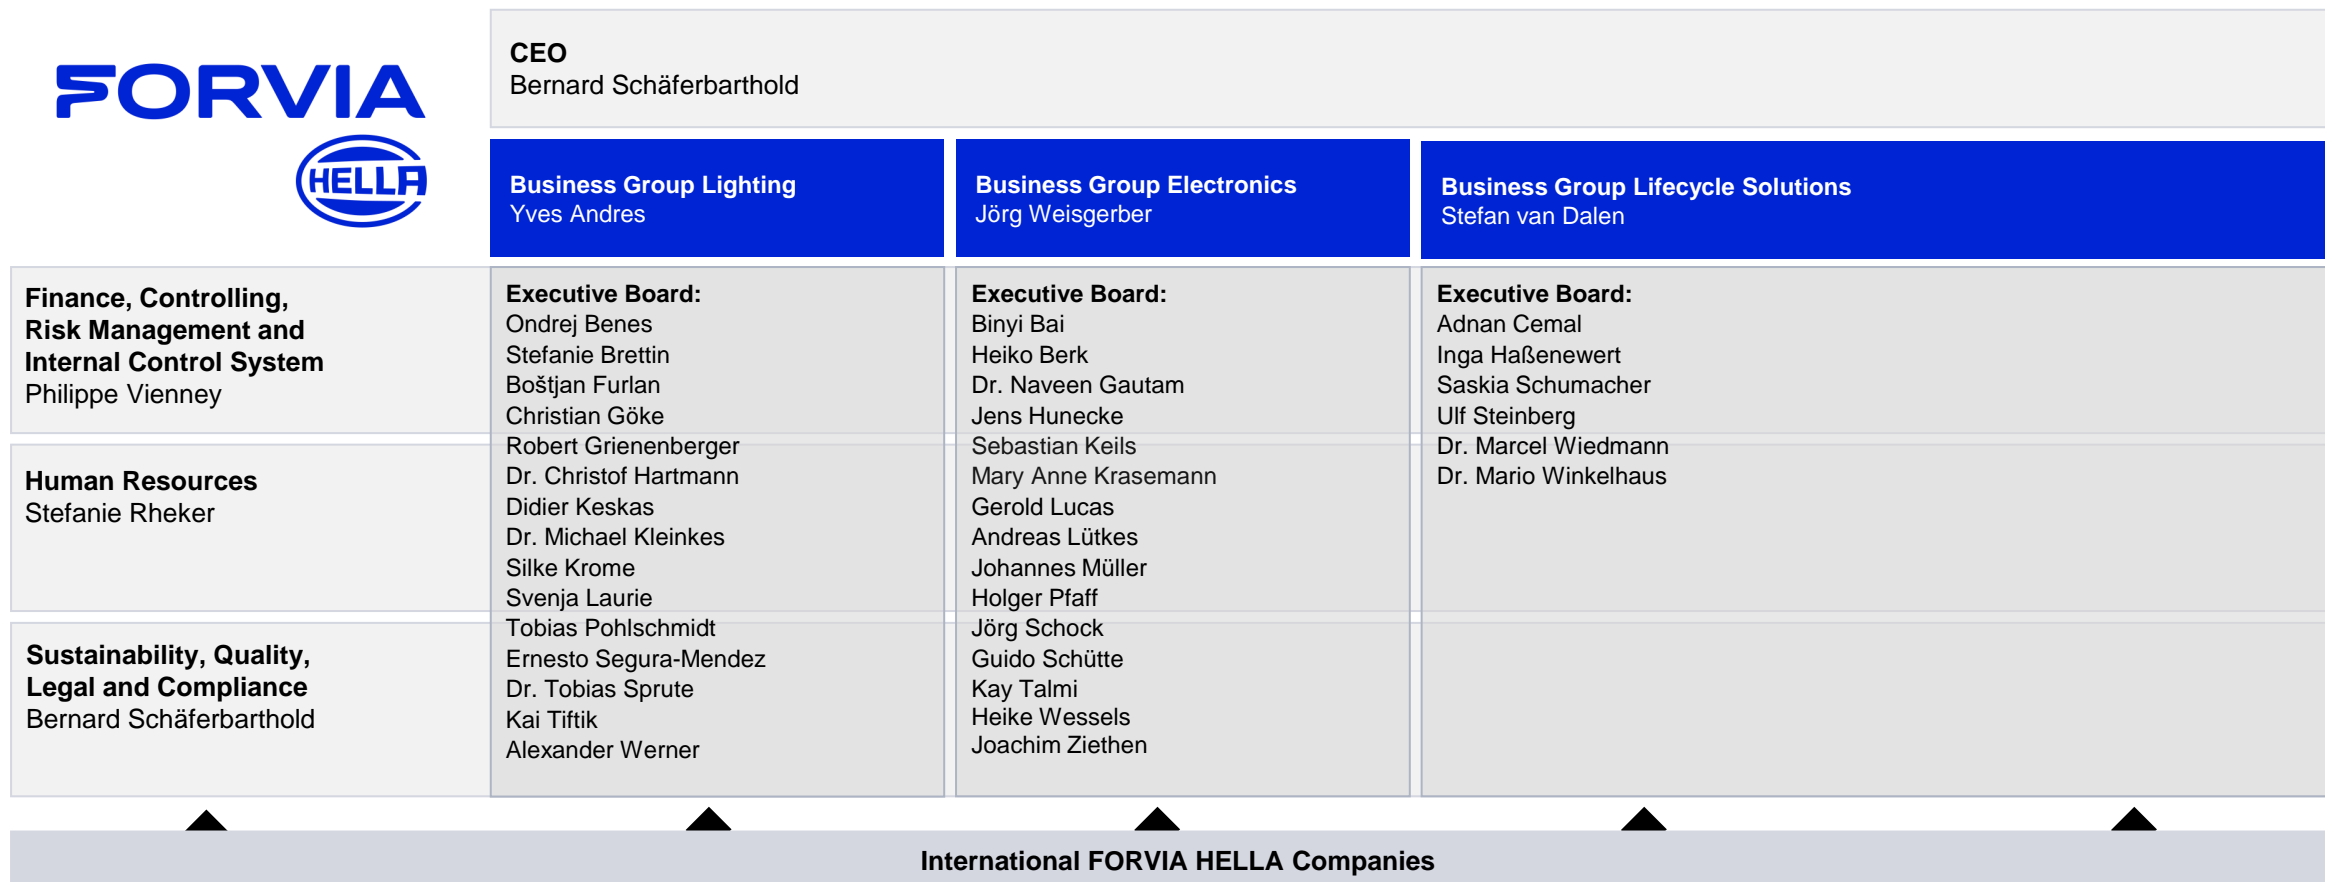 FORVIA
HELLA
CEO
Bernard Schäferbarthold
Business Group Lighting
Yves Andres
Business Group Electronics
Jörg Weisgerber
Business Group Lifecycle Solutions
Stefan van Dalen
Finance, Controlling,
Risk Management and
Internal Control System
Philippe Vienney
Human Resources
Stefanie Rheker
Sustainability, Quality,
Legal and Compliance
Bernard Schäferbarthold
Executive Board:
Ondrej Benes
Stefanie Brettin
Boštjan Furlan
Christian Göke
Robert Grienenberger
Dr. Christof Hartmann
Didier Keskas
Dr. Michael Kleinkes
Silke Krome
Svenja Laurie
Tobias Pohlschmidt
Ernesto Segura-Mendez
Dr. Tobias Sprute
Kai Tiftik
Alexander Werner
Executive Board:
Binyi Bai
Heiko Berk
Dr. Naveen Gautam
Jens Hunecke
Sebastian Keils
Mary Anne Krasemann
Gerold Lucas
Andreas Lütkes
Johannes Müller
Holger Pfaff
Jörg Schock
Guido Schütte
Kay Talmi
Heike Wessels
Joachim Ziethen
Executive Board:
Adnan Cemal
Inga Haßenewert
Saskia Schumacher
Ulf Steinberg
Dr. Marcel Wiedmann
Dr. Mario Winkelhaus
International FORVIA HELLA Companies